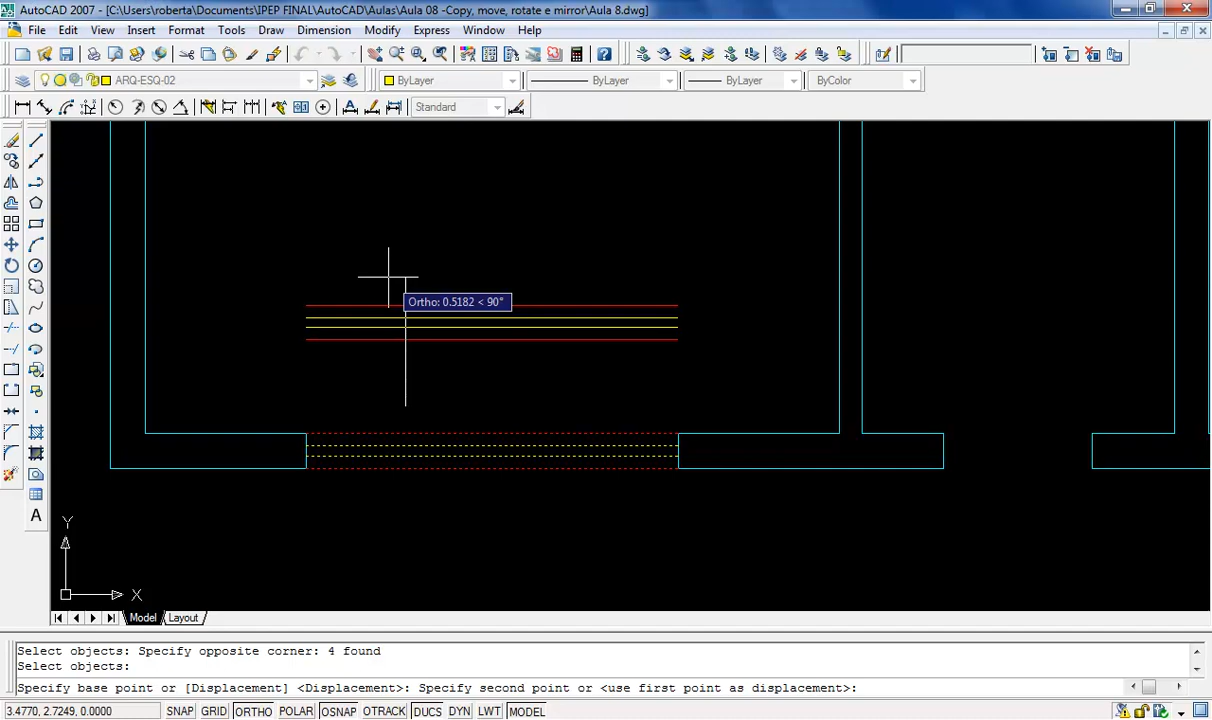 AutoCAD 2007 - [C:\Users\roberta\Documents\IPEP FINAL\AutoCAD\Aulas\Aula 08 -Copy, move, rotate e mirror\Aula 8.dwg]
File Edit View Insert Format Tools Draw Dimension Modify Express Window Help
ARQ-ESQ-02 ByLayer ByLayer ByLayer ByColor
Standard
Ortho: 0.5182 < 90°
A
Y
X
Model Layout
Select objects: Specify opposite corner: 4 found
Select objects:
Specify base point or [Displacement] <Displacement>: Specify second point or <use first point as displacement>:
3.4770, 2.7249, 0.0000 SNAP GRID ORTHO POLAR OSNAP OTRACK DUCS DYN LWT MODEL